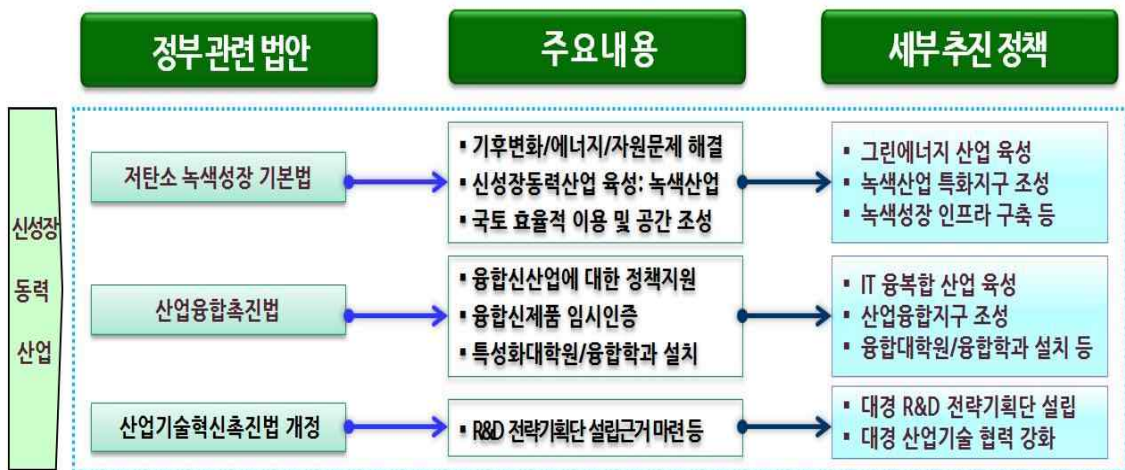 정부 관련 법안
주요내용
세부 추진 정책
신성장
동력
산업
저탄소 녹색성장 기본법
▪ 기후변화/에너지/자원문제 해결
▪ 신성장동력산업 육성: 녹색산업
▪ 국토 효율적 이용 및 공간 조성
▪ 그린에너지 산업 육성
▪ 녹색산업 특화지구 조성
▪ 녹색성장 인프라 구축 등
산업융합촉진법
▪ 융합신산업에 대한 정책지원
▪ 융합신제품 임시인증
▪ 특성화대학원/융합학과 설치
▪ IT 융복합 산업 육성
▪ 산업융합지구 조성
▪ 융합대학원/융합학과 설치 등
산업기술혁신촉진법 개정
▪ R&D 전략기획단 설립근거 마련 등
▪ 대경 R&D 전략기획단 설립
▪ 대경 산업기술 협력 강화